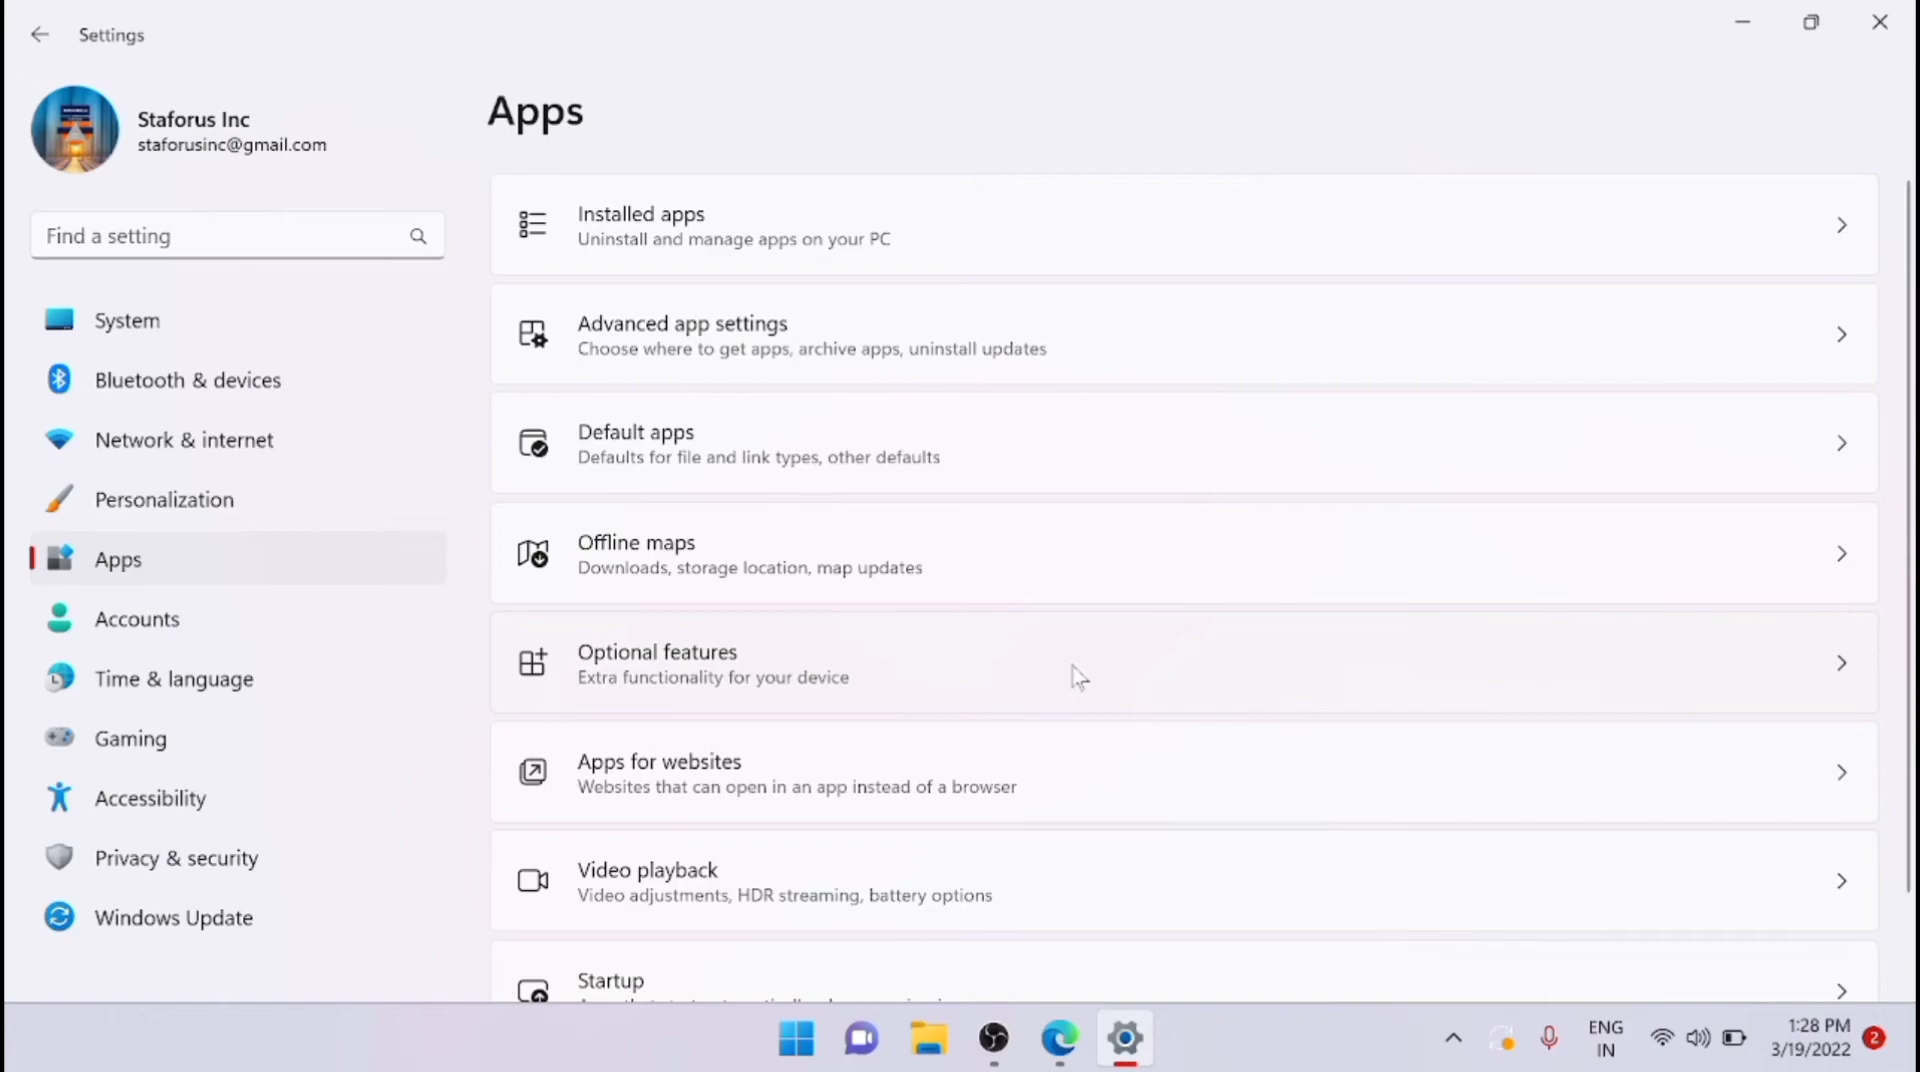 Settings
Staforus Inc
staforusinc@gmail.com
Find a setting
System
Bluetooth & devices
Network & internet
Personalization
Apps
Accounts
Time & language
Gaming
Accessibility
Privacy & security
Windows Update
Apps
Installed apps
Uninstall and manage apps on your PC
Advanced app settings
Choose where to get apps, archive apps, uninstall updates
Default apps
Defaults for file and link types, other defaults
Offline maps
Downloads, storage location, map updates
Optional features
Extra functionality for your device
Apps for websites
Websites that can open in an app instead of a browser
Video playback
Video adjustments, HDR streaming, battery options
Startup
ENG
IN
1:28 PM
3/19/2022
2